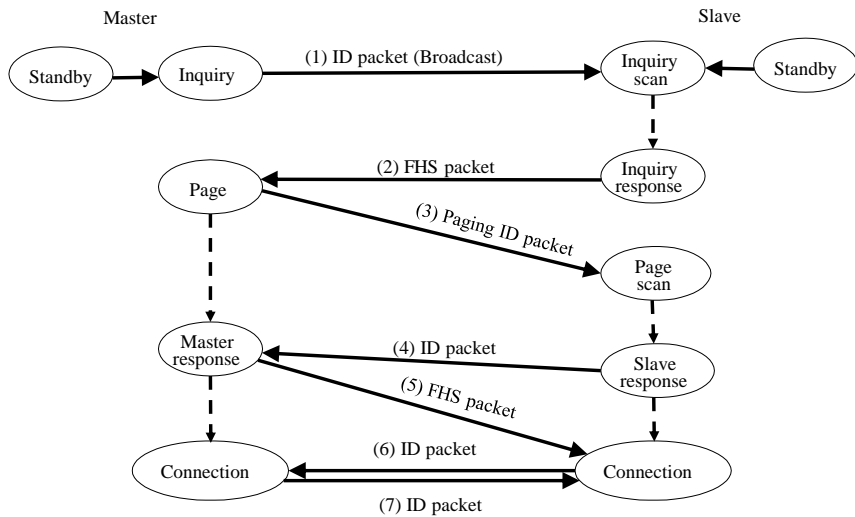 Master
Slave
Standby
Inquiry
(1) ID packet (Broadcast)
Inquiry
scan
Standby
(2) FHS packet
Inquiry
response
Page
(3) Paging ID packet
Page
scan
Master
response
(4) ID packet
Slave
response
(5) FHS packet
(6) ID packet
Connection
Connection
(7) ID packet